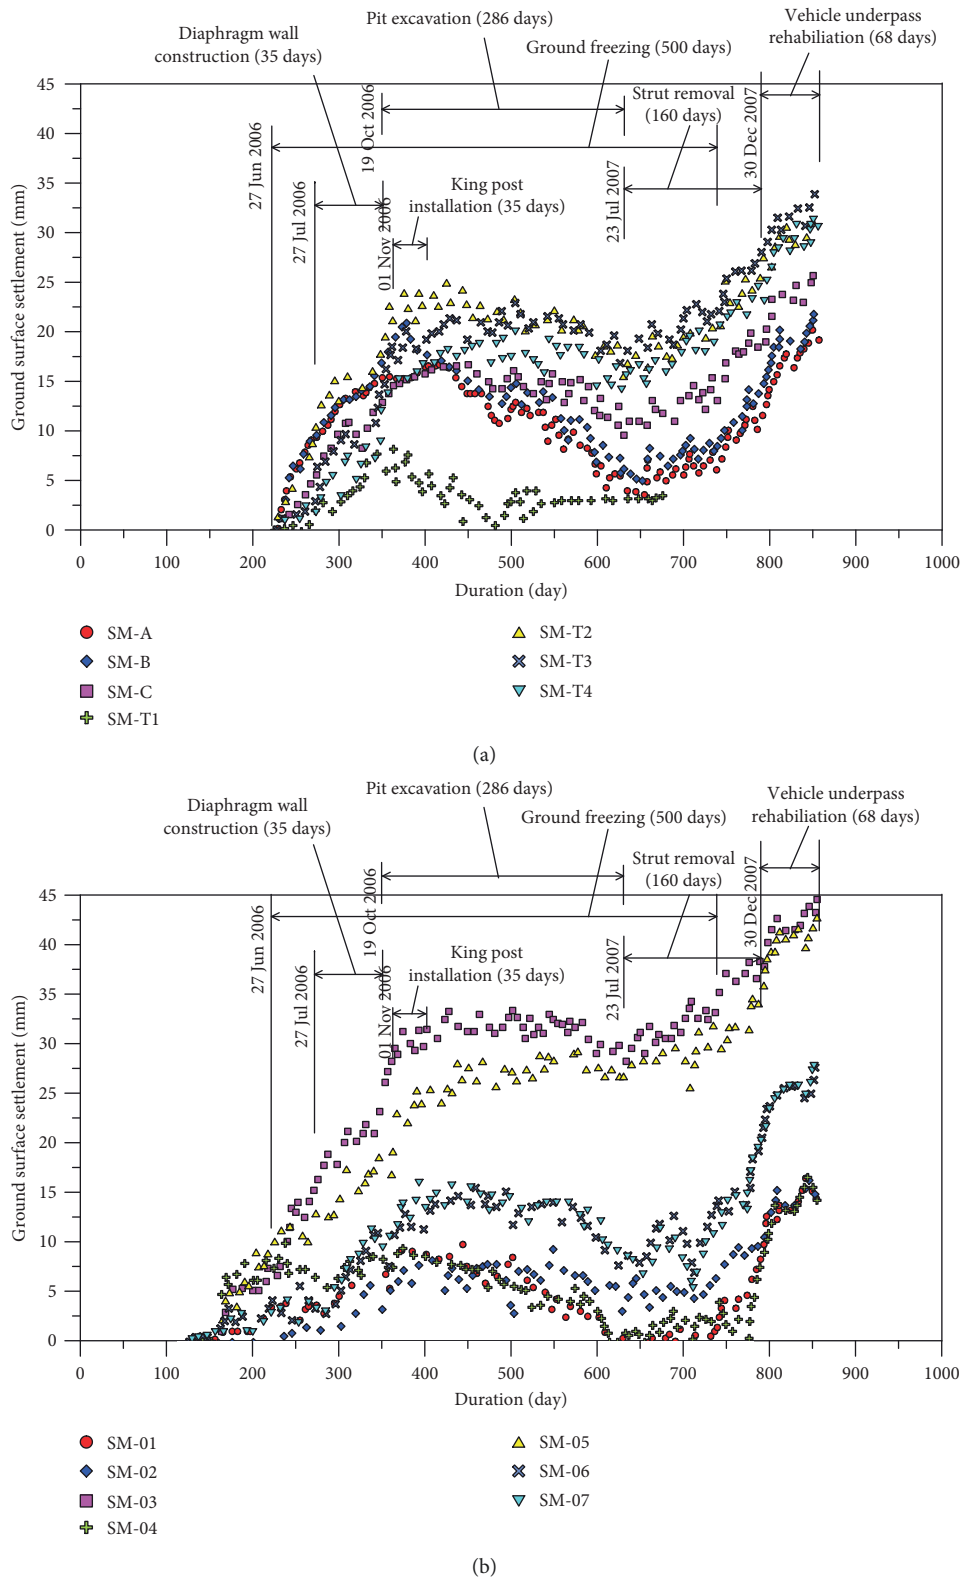 Pit excavation (286 days)
Vehicle underpass
rehabiliation (68 days)
Diaphragm wall
construction (35 days)
Ground freezing (500 days)
Strut removal
(160 days)
King post
installation (35 days)
27 Jun 2006
27 Jul 2006
19 Oct 2006
01 Nov 2006
23 Jul 2007
30 Dec 2007
Ground surface settlement (mm)
45
40
35
30
25
20
15
10
5
0
0 100 200 300 400 500 600 700 800 900 1000
Duration (day)
SM-A
SM-B
SM-C
SM-T1
SM-T2
SM-T3
SM-T4
(a)
Pit excavation (286 days)
Vehicle underpass
rehabiliation (68 days)
Diaphragm wall
construction (35 days)
Ground freezing (500 days)
Strut removal
(160 days)
King post
installation (35 days)
27 Jun 2006
27 Jul 2006
19 Oct 2006
01 Nov 2006
23 Jul 2007
30 Dec 2007
Ground surface settlement (mm)
45
40
35
30
25
20
15
10
5
0
0 100 200 300 400 500 600 700 800 900 1000
Duration (day)
SM-01
SM-02
SM-03
SM-04
SM-05
SM-06
SM-07
(b)